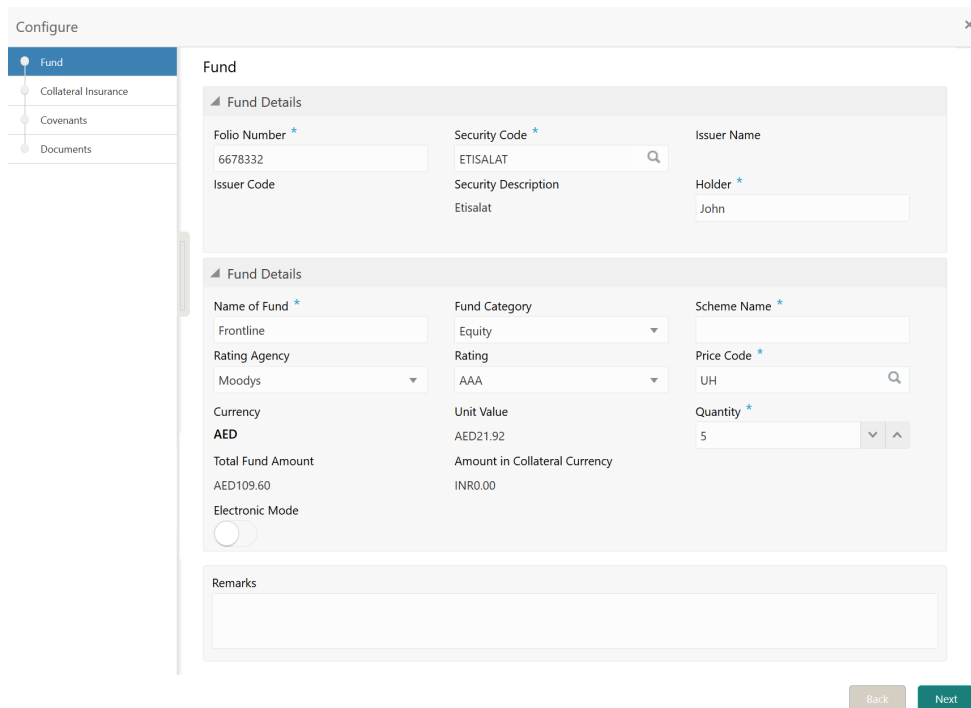 Configure
Fund
Collateral Insurance
Covenants
Documents
Fund
Fund Details
Folio Number *
Security Code *
Issuer Name
6678332
ETISALAT
Issuer Code
Security Description
Holder *
Etisalat
John
Fund Details
Name of Fund *
Fund Category
Scheme Name *
Frontline
Equity
Rating Agency
Rating
Price Code *
Moodys
AAA
UH
Currency
Unit Value
Quantity *
AED
AED21.92
5
Total Fund Amount
Amount in Collateral Currency
AED109.60
INR0.00
Electronic Mode
Remarks
Back
Next